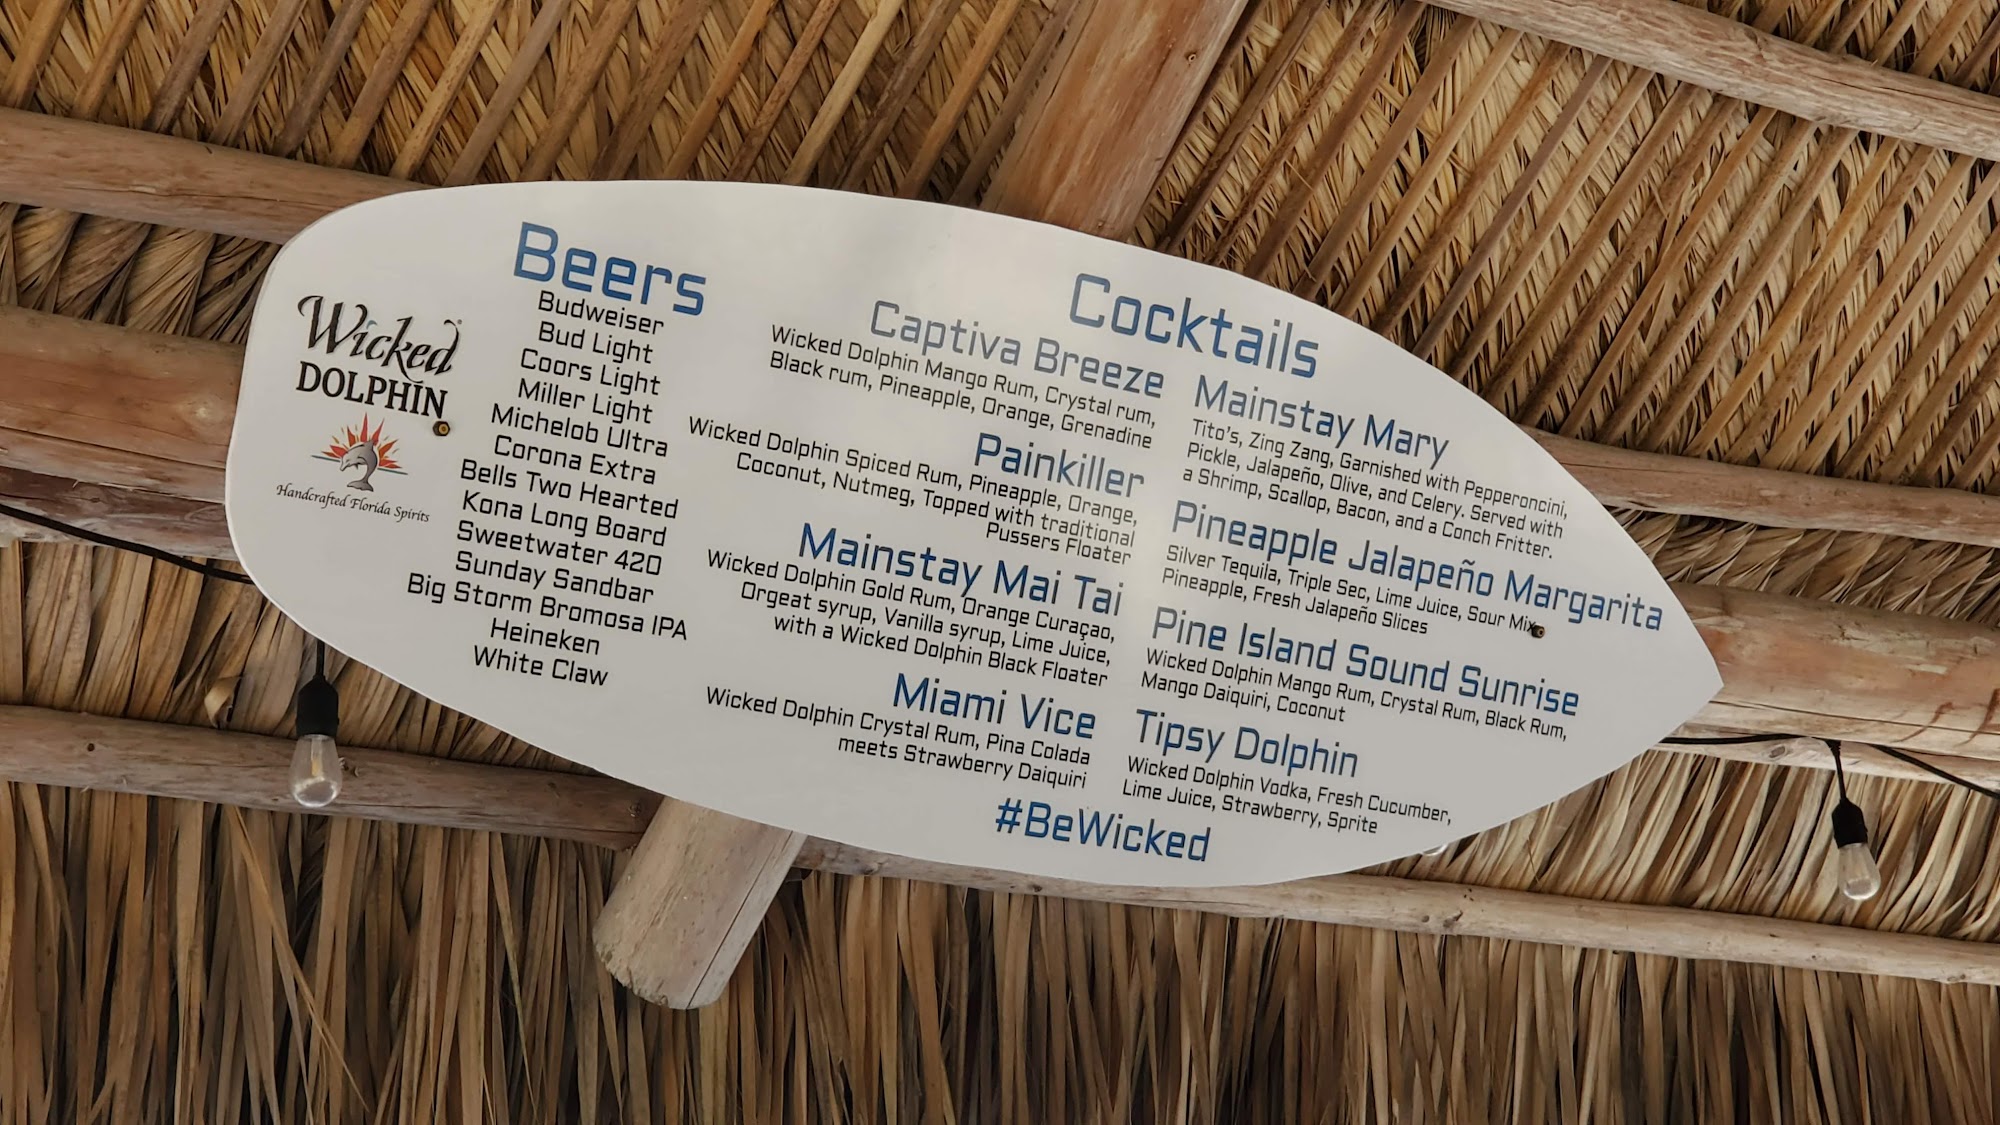 Wicked
DOLPHIN
Handcrafted Florida Spirits
Beers
Budweiser
Bud Light
Coors Light
Miller Light
Michelob Ultra
Corona Extra
Bells Two Hearted
Kona Long Board
Sweetwater 420
Sunday Sandbar
Big Storm Bromosa IPA
Heineken
White Claw
Cocktails
Captiva Breeze
Wicked Dolphin Mango Rum, Crystal rum,
Black rum, Pineapple, Orange, Grenadine
Painkiller
Wicked Dolphin Spiced Rum, Pineapple, Orange,
Coconut, Nutmeg, Topped with traditional
Pussers Floater
Mainstay Mai Tai
Wicked Dolphin Gold Rum, Orange Curaçao,
Orgeat syrup, Vanilla syrup, Lime Juice,
with a Wicked Dolphin Black Floater
Miami Vice
Wicked Dolphin Crystal Rum, Pina Colada
meets Strawberry Daiquiri
Mainstay Mary
Tito's, Zing Zang, Garnished with Pepperoncini,
Pickle, Jalapeño, Olive, and Celery. Served with
a Shrimp, Scallop, Bacon, and a Conch Fritter.
Pineapple Jalapeño Margarita
Silver Tequila, Triple Sec, Lime Juice, Sour Mix,
Pineapple, Fresh Jalapeño Slices
Pine Island Sound Sunrise
Wicked Dolphin Mango Rum, Crystal Rum, Black Rum,
Mango Daiquiri, Coconut
Tipsy Dolphin
Wicked Dolphin Vodka, Fresh Cucumber,
Lime Juice, Strawberry, Sprite
#BeWicked